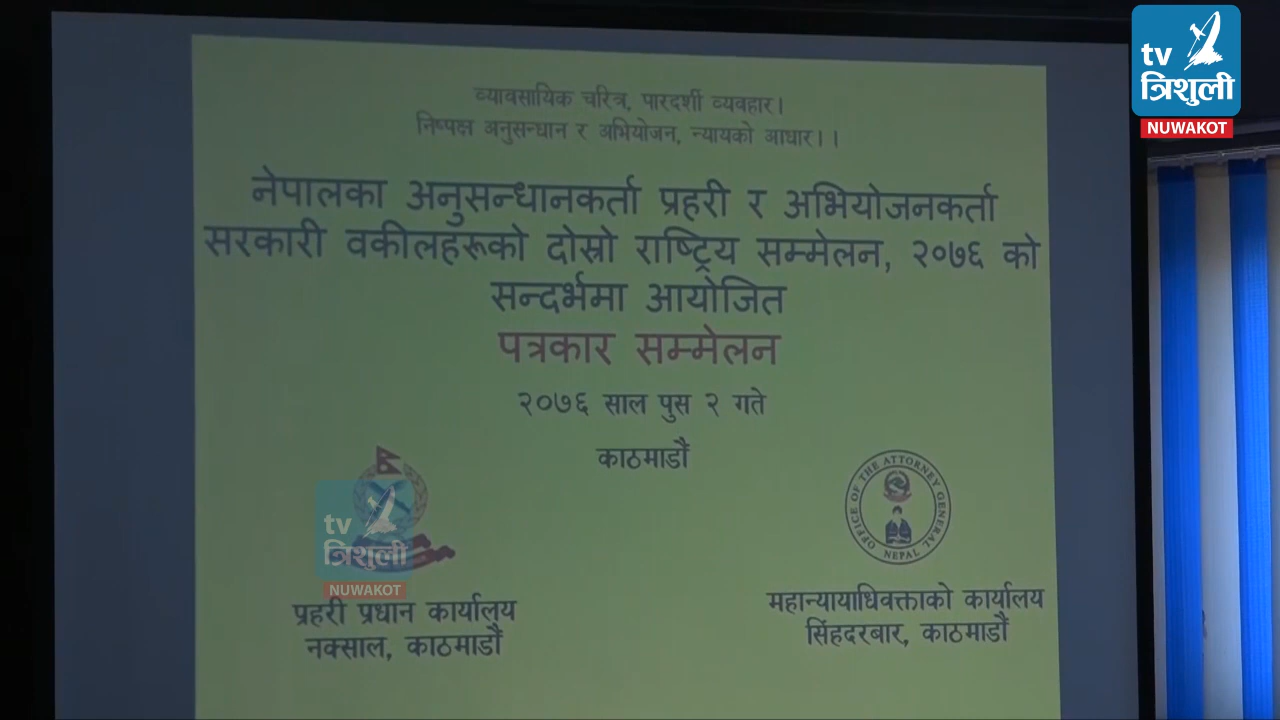 व्यावसायिक चरित्र, पारदर्शी व्यवहार।
निष्पक्ष अनुसन्धान र अभियोजन, न्यायको आधार।।
नेपालका अनुसन्धानकर्ता प्रहरी र अभियोजनकर्ता
सरकारी वकीलहरूको दोस्रो राष्ट्रिय सम्मेलन, २०७६ को
सन्दर्भमा आयोजित
पत्रकार सम्मेलन
२०७६ साल पुस २ गते
काठमाडौं
प्रहरी प्रधान कार्यालय
नक्साल, काठमाडौं
OFFICE OF THE ATTORNEY GENERAL
NEPAL
महान्यायाधिवक्ताको कार्यालय
सिंहदरबार, काठमाडौं
tv
त्रिशुली
NUWAKOT
tv
त्रिशुली
NUWAKOT